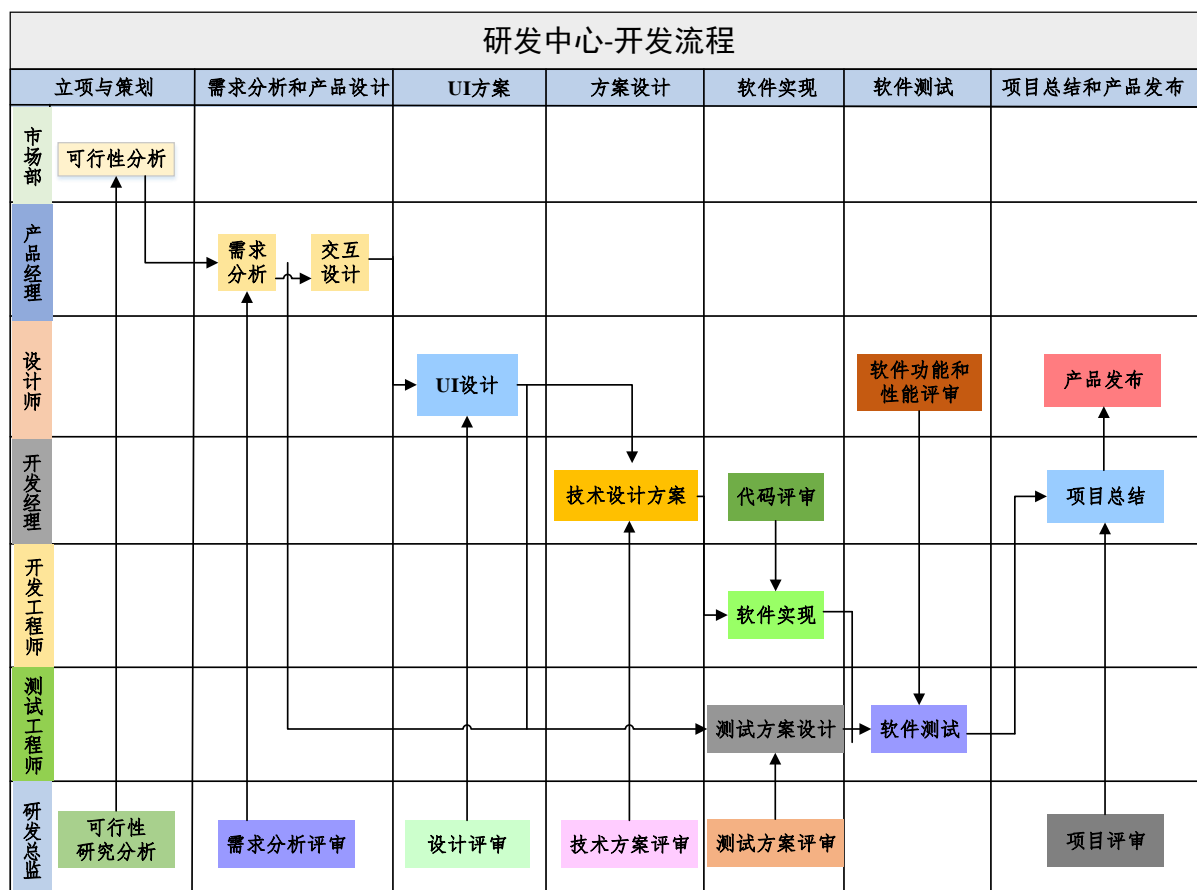 研发中心-开发流程
立项与策划
需求分析和产品设计
UI方案
方案设计
软件实现
软件测试
项目总结和产品发布
市场部
可行性分析
产品经理
需求
分析
交互
设计
设计师
UI设计
软件功能和
性能评审
产品发布
开发经理
技术设计方案
代码评审
项目总结
开发工程师
软件实现
测试工程师
测试方案设计
软件测试
研发总监
可行性
研究分析
需求分析评审
设计评审
技术方案评审
测试方案评审
项目评审